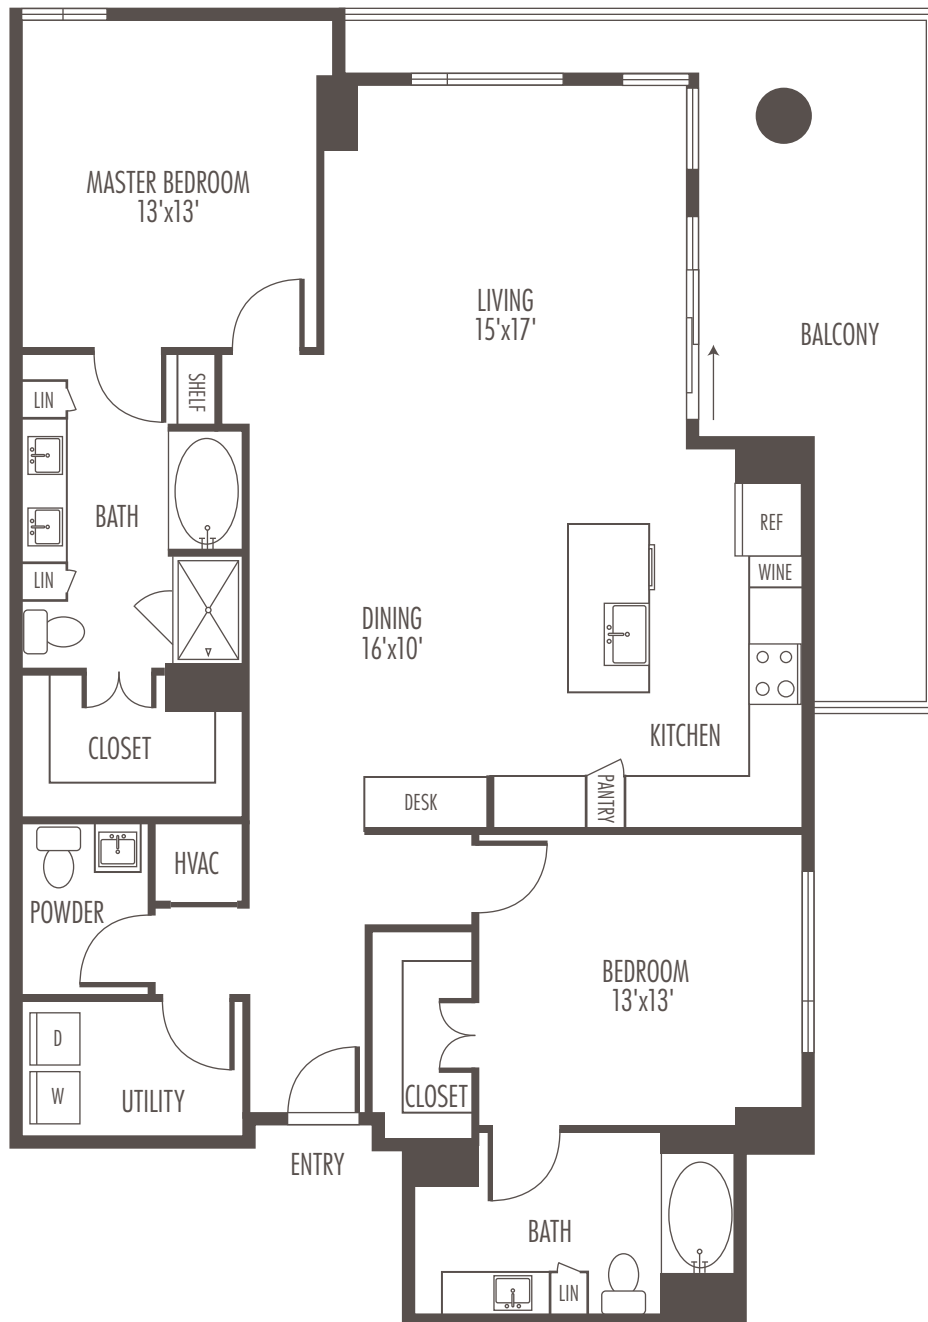 MASTER BEDROOM
13'x13'
LIVING
15'x17'
BALCONY
SHELF
LIN
BATH
REF
WINE
LIN
DINING
16'x10'
KITCHEN
CLOSET
DESK
PANTRY
HVAC
POWDER
BEDROOM
13'x13'
D
W
UTILITY
CLOSET
ENTRY
BATH
LIN